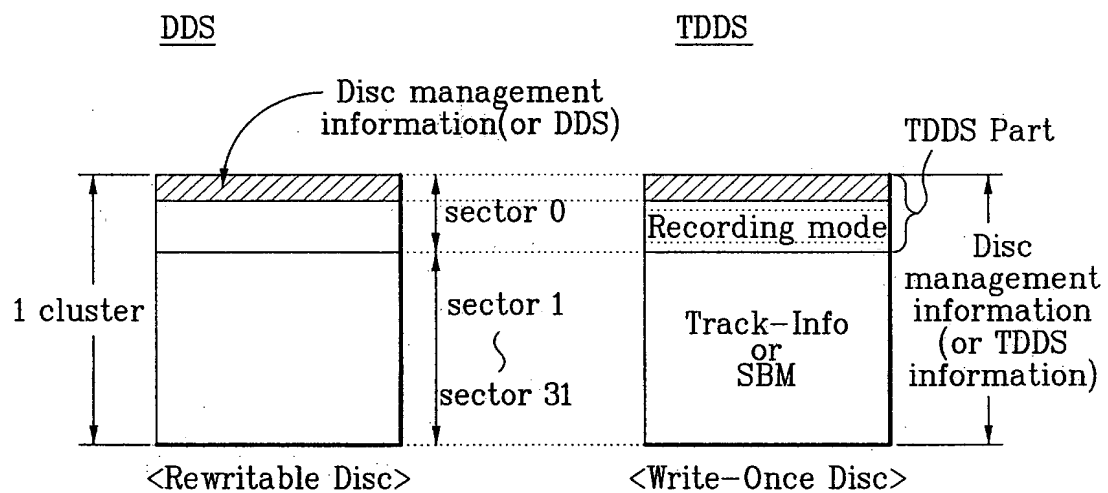 DDS
TDDS
Disc management
information(or DDS)
TDDS Part
sector 0
Recording mode
1 cluster
sector 1
sector 31
Track-Info
or
SBM
Disc
management
information
(or TDDS
information)
<Rewritable Disc>
<Write-Once Disc>